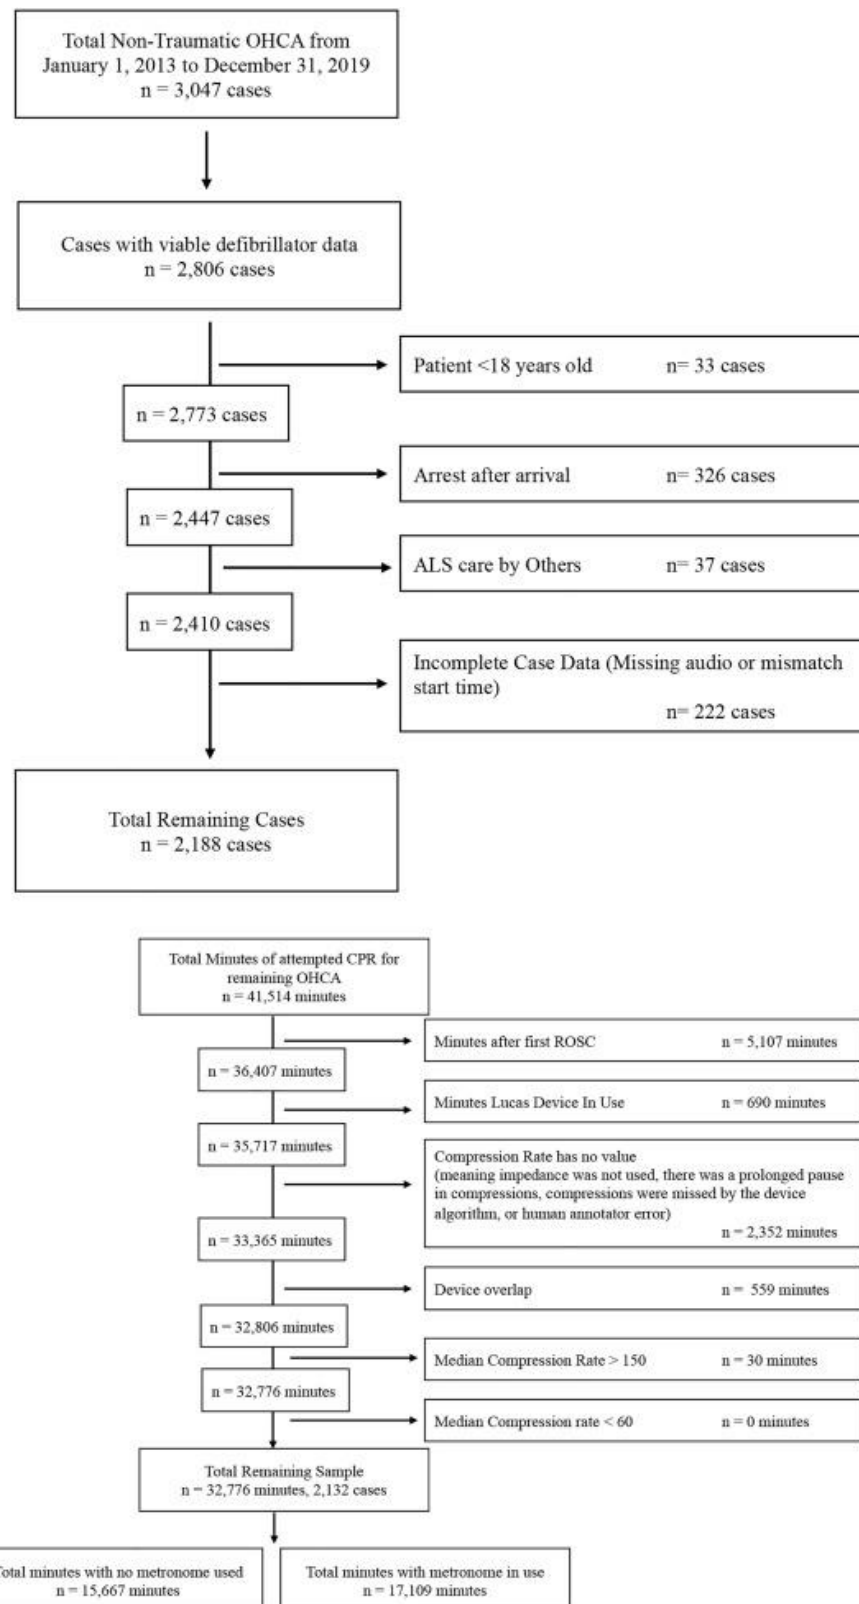 Total Non-Traumatic OHCA from
January 1, 2013 to December 31, 2019
n = 3,047 cases
Cases with viable defibrillator data
n = 2,806 cases
Patient <18 years old n= 33 cases
n = 2,773 cases
Arrest after arrival n= 326 cases
n = 2,447 cases
ALS care by Others n= 37 cases
n = 2,410 cases
Incomplete Case Data (Missing audio or mismatch
start time)
n= 222 cases
Total Remaining Cases
n = 2,188 cases
Total Minutes of attempted CPR for
remaining OHCA
n = 41,514 minutes
Minutes after first ROSC n = 5,107 minutes
n = 36,407 minutes
Minutes Lucas Device In Use n = 690 minutes
n = 35,717 minutes
Compression Rate has no value
(meaning impedance was not used, there was a prolonged pause
in compressions, compressions were missed by the device
algorithm, or human annotator error)
n = 2,352 minutes
n = 33,365 minutes
Device overlap n = 559 minutes
n = 32,806 minutes
Median Compression Rate > 150 n = 30 minutes
n = 32,776 minutes
Median Compression rate < 60 n = 0 minutes
Total Remaining Sample
n = 32,776 minutes, 2,132 cases
Total minutes with no metronome used
n = 15,667 minutes
Total minutes with metronome in use
n = 17,109 minutes